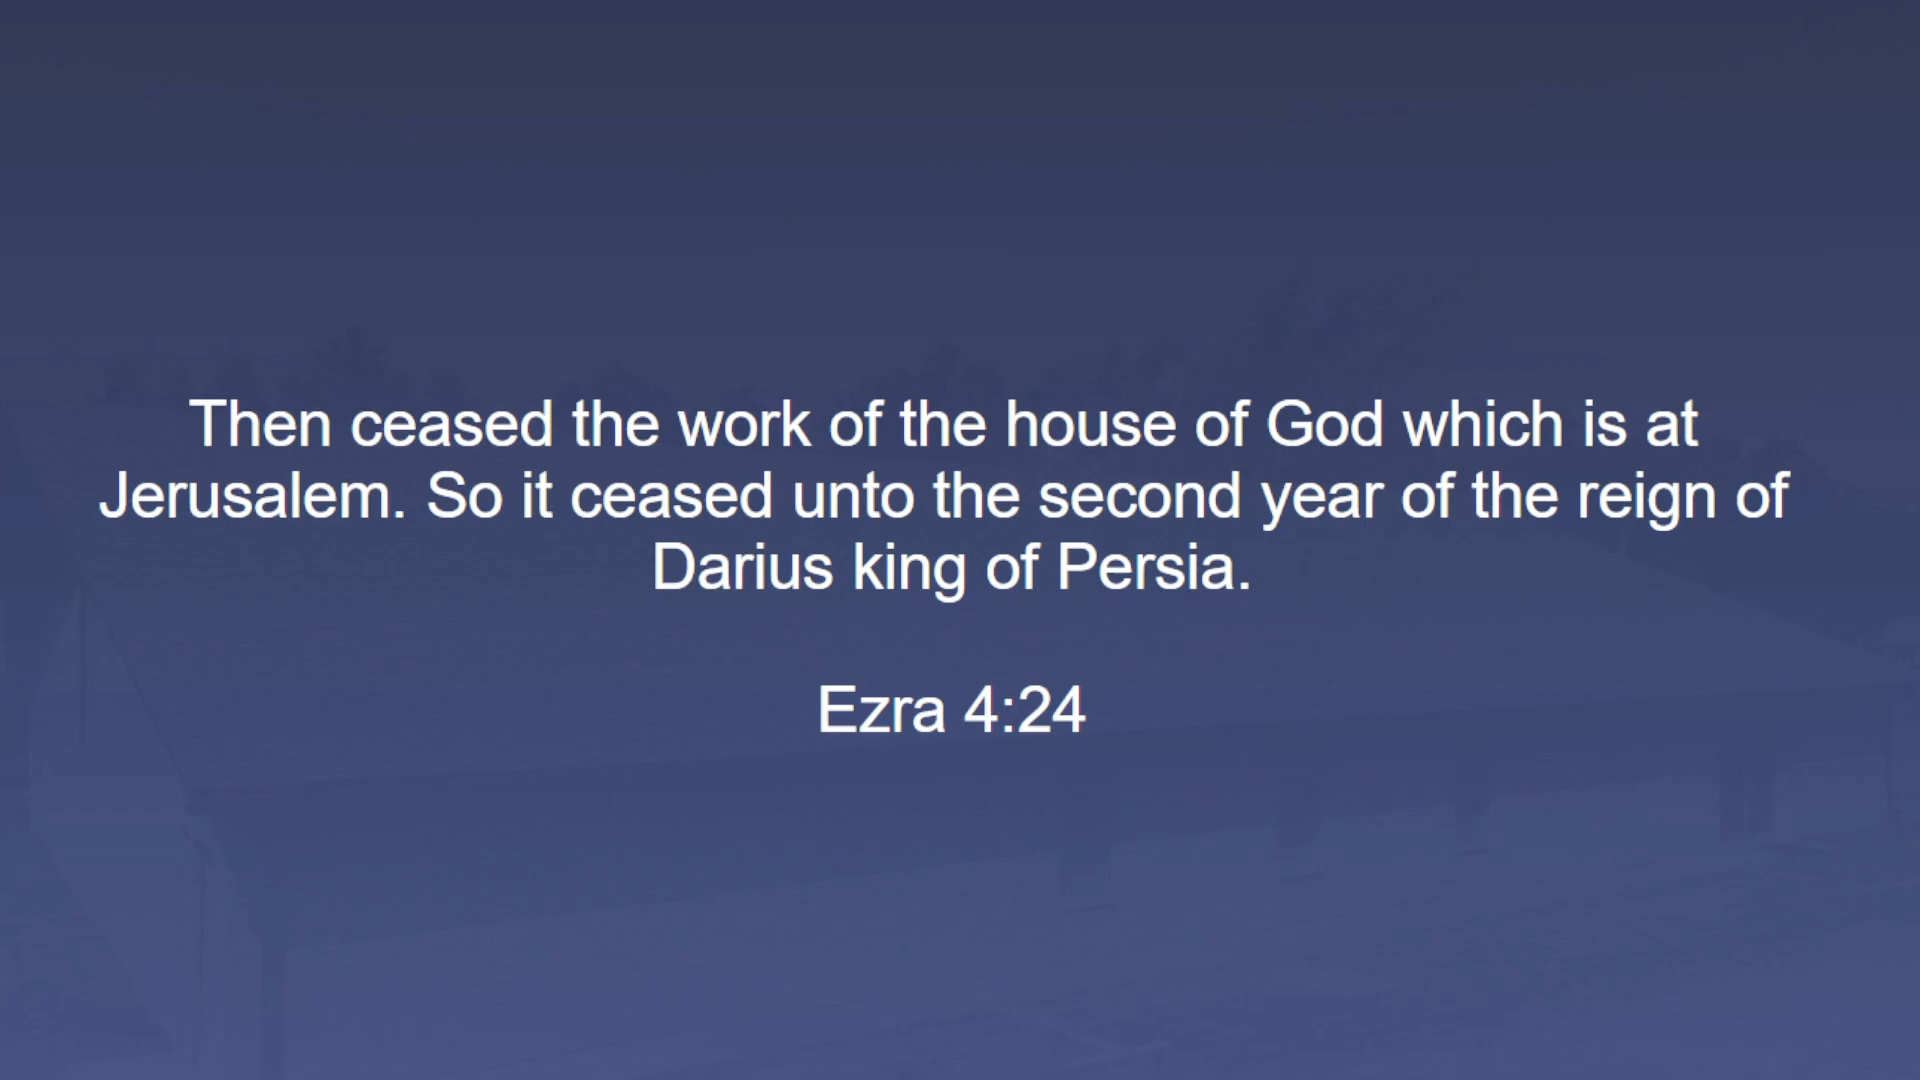 Then ceased the work of the house of God which is at
Jerusalem. So it ceased unto the second year of the reign of
Darius king of Persia.
Ezra 4:24